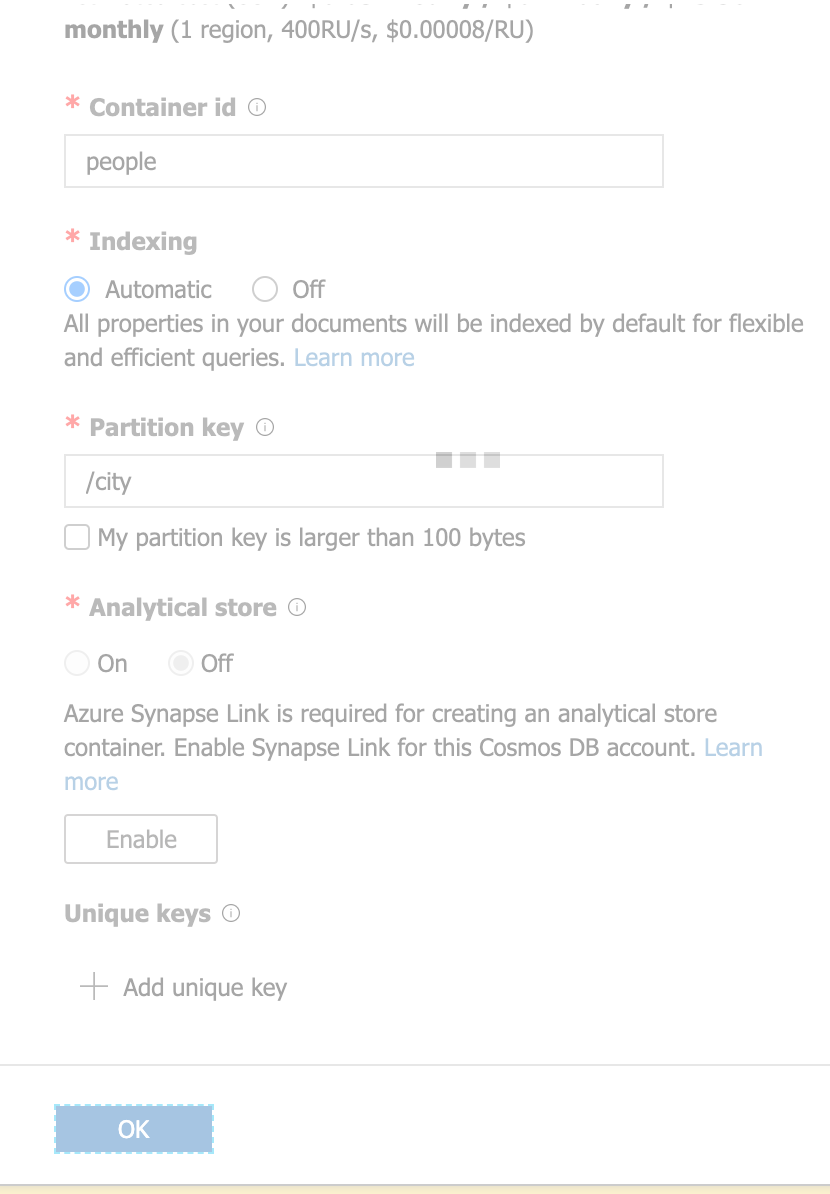 monthly (1 region, 400RU/s, $0.00008/RU)
* Container id
people
* Indexing
Automatic Off
All properties in your documents will be indexed by default for flexible
and efficient queries. Learn more
* Partition key
/city
My partition key is larger than 100 bytes
* Analytical store
On Off
Azure Synapse Link is required for creating an analytical store
container. Enable Synapse Link for this Cosmos DB account. Learn
more
Enable
Unique keys
Add unique key
OK